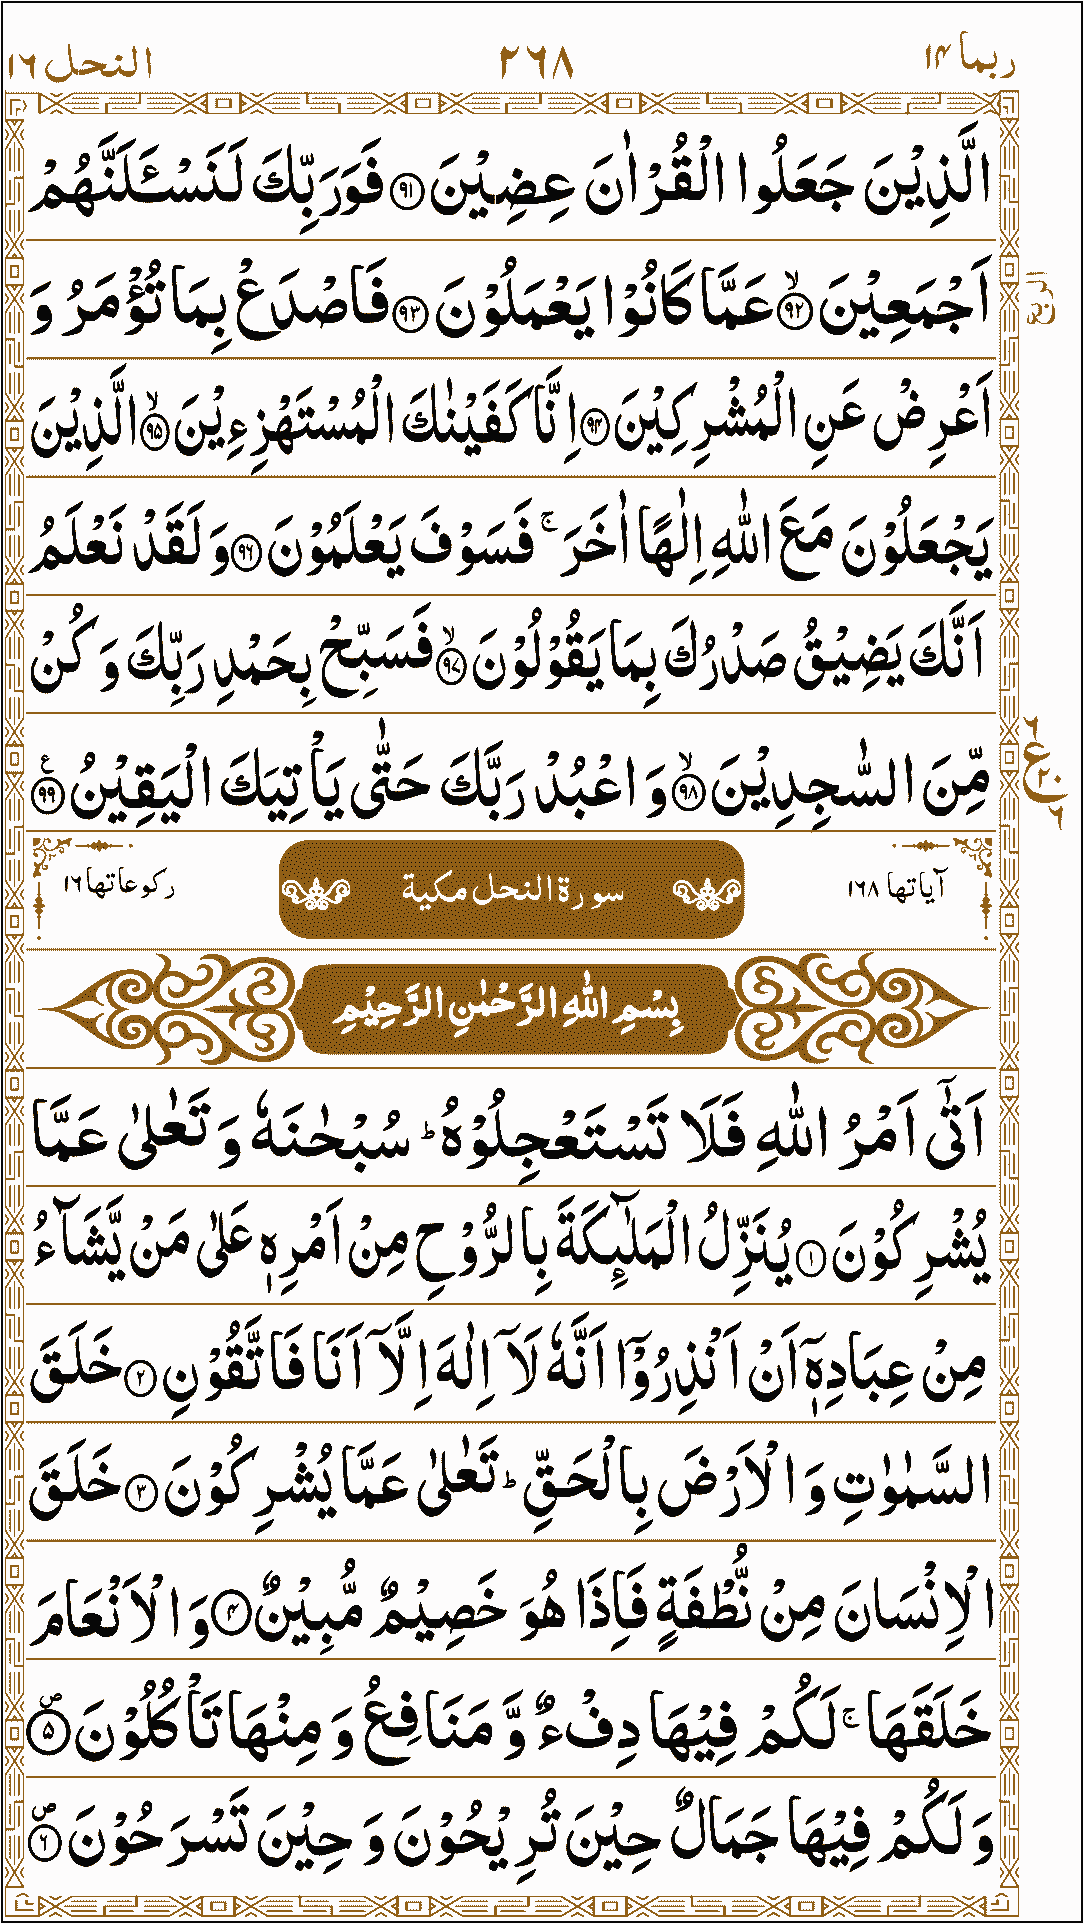 ربما ١٤ ٢٦٨ النحل ١٦
الَّذِيْنَ جَعَلُوا الْقُرْاٰنَ عِضِيْنَ ﴿٩١﴾ فَوَرَبِّكَ لَنَسْـَٔلَنَّهُمْ
اَجْمَعِيْنَۙ ﴿٩٢﴾ عَمَّا كَانُوْا يَعْمَلُوْنَ ﴿٩٣﴾ فَاصْدَعْ بِمَا تُؤْمَرُ وَ
اَعْرِضْ عَنِ الْمُشْرِكِيْنَ ﴿٩٤﴾ اِنَّا كَفَيْنٰكَ الْمُسْتَهْزِءِيْنَۙ ﴿٩٥﴾ الَّذِيْنَ
يَجْعَلُوْنَ مَعَ اللّٰهِ اِلٰهًا اٰخَرَۚ فَسَوْفَ يَعْلَمُوْنَ ﴿٩٦﴾ وَ لَقَدْ نَعْلَمُ
اَنَّكَ يَضِيْقُ صَدْرُكَ بِمَا يَقُوْلُوْنَۙ ﴿٩٧﴾ فَسَبِّحْ بِحَمْدِ رَبِّكَ وَ كُنْ
مِّنَ السّٰجِدِيْنَۙ ﴿٩٨﴾ وَ اعْبُدْ رَبَّكَ حَتّٰى يَاْتِيَكَ الْيَقِيْنُ ﴿٩٩﴾ ع
الربع
٦ ع ٢٠ ٦
آياتها ١٦٨ سورة النحل مكية ركوعاتها ١٦
بِسْمِ اللّٰهِ الرَّحْمٰنِ الرَّحِيْمِ
اَتٰٓى اَمْرُ اللّٰهِ فَلَا تَسْتَعْجِلُوْهُؕ سُبْحٰنَهٗ وَ تَعٰلٰى عَمَّا
يُشْرِكُوْنَ ﴿١﴾ يُنَزِّلُ الْمَلٰٓىِٕكَةَ بِالرُّوْحِ مِنْ اَمْرِهٖ عَلٰى مَنْ يَّشَآءُ
مِنْ عِبَادِهٖۤ اَنْ اَنْذِرُوْۤا اَنَّهٗ لَاۤ اِلٰهَ اِلَّاۤ اَنَا فَاتَّقُوْنِ ﴿٢﴾ خَلَقَ
السَّمٰوٰتِ وَ الْاَرْضَ بِالْحَقِّؕ تَعٰلٰى عَمَّا يُشْرِكُوْنَ ﴿٣﴾ خَلَقَ
الْاِنْسَانَ مِنْ نُّطْفَةٍ فَاِذَا هُوَ خَصِيْمٌ مُّبِيْنٌ ﴿٤﴾ وَ الْاَنْعَامَ
خَلَقَهَاۚ لَكُمْ فِيْهَا دِفْءٌ وَّ مَنَافِعُ وَ مِنْهَا تَاْكُلُوْنَ ﴿٥﴾ ص
وَ لَكُمْ فِيْهَا جَمَالٌ حِيْنَ تُرِيْحُوْنَ وَ حِيْنَ تَسْرَحُوْنَ ﴿٦﴾ ص